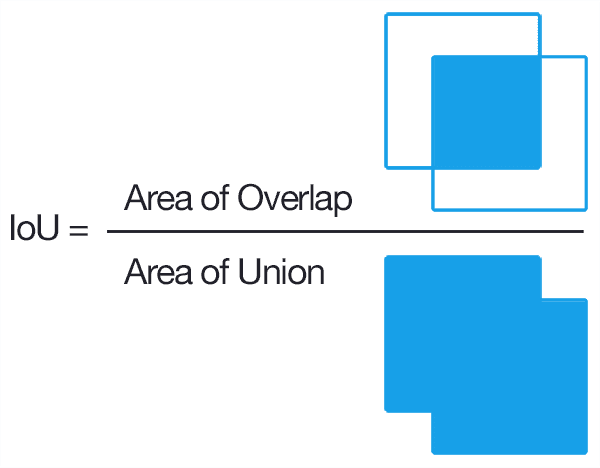 Area of Overlap
IoU =
Area of Union